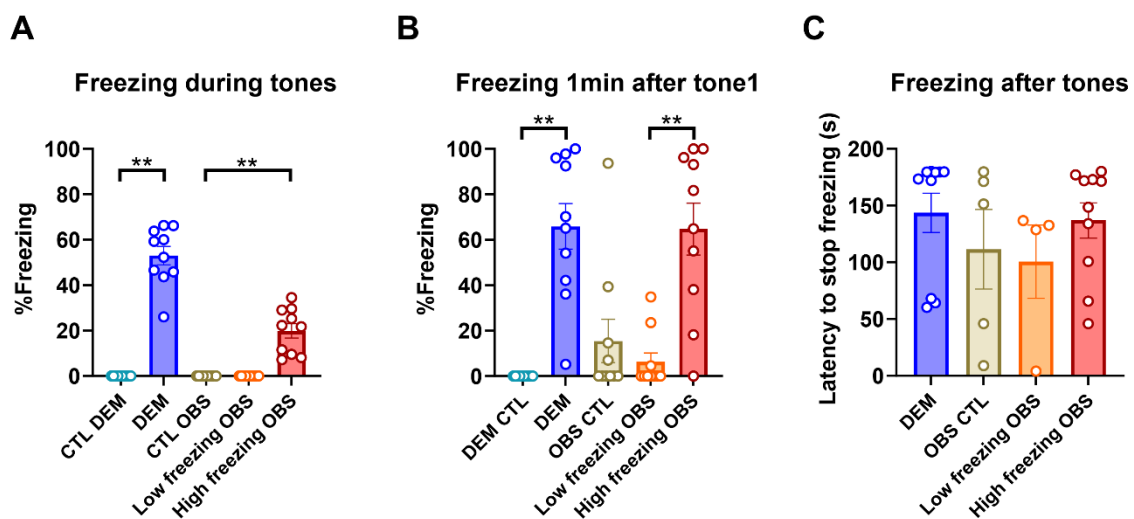 A
Freezing during tones
**
**
%Freezing
100
80
60
40
20
0
CTL DEM
DEM
CTL OBS
Low freezing OBS
High freezing OBS
B
Freezing 1min after tone1
**
**
%Freezing
100
80
60
40
20
0
DEM CTL
DEM
OBS CTL
Low freezing OBS
High freezing OBS
C
Freezing after tones
Latency to stop freezing (s)
200
150
100
50
0
DEM
OBS CTL
Low freezing OBS
High freezing OBS